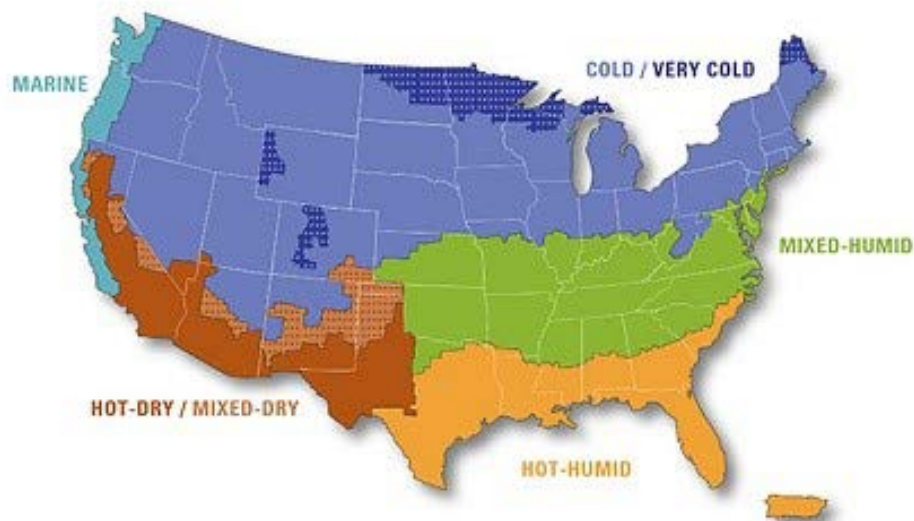 MARINE
COLD / VERY COLD
MIXED-HUMID
HOT-DRY / MIXED-DRY
HOT-HUMID